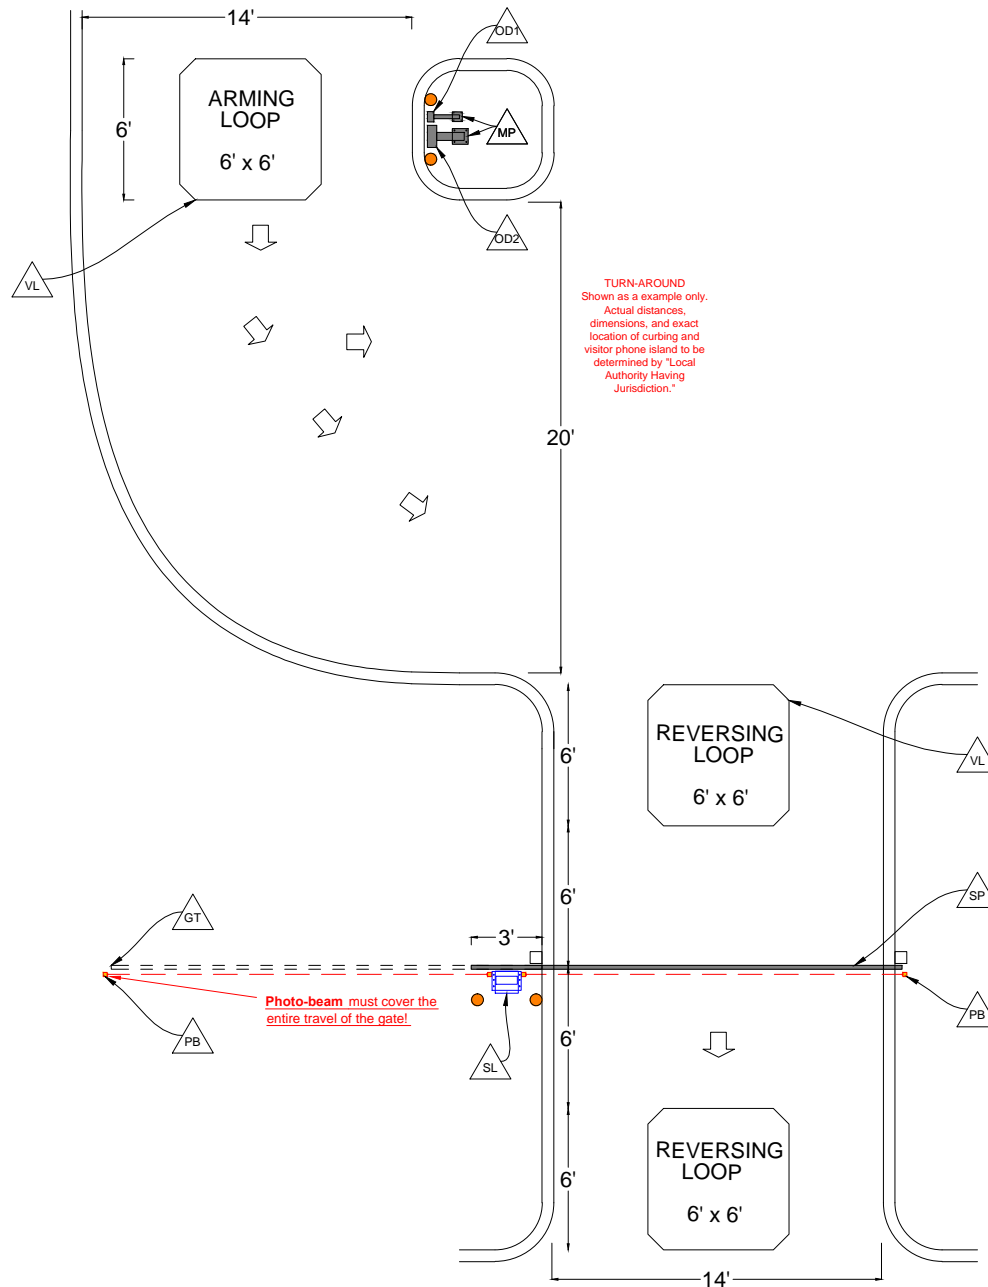 14'
OD1
ARMING
LOOP
6' x 6'
6'
MP
OD2
VL
TURN-AROUND
Shown as a example only.
Actual distances,
dimensions, and exact
location of curbing and
visitor phone island to be
determined by "Local
Authority Having
Jurisdiction."
20'
REVERSING
LOOP
6' x 6'
6'
VL
6'
SP
GT
3'
Photo-beam must cover the
entire travel of the gate!
PB
PB
6'
SL
REVERSING
LOOP
6' x 6'
6'
14'